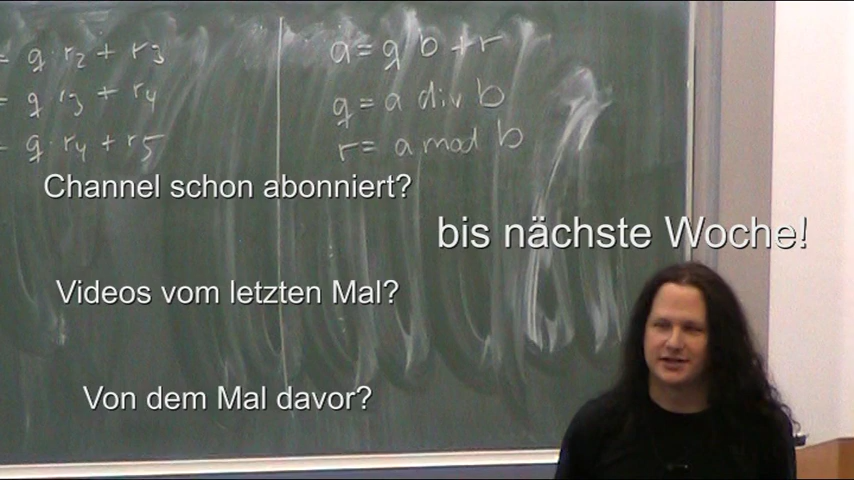 = q·r2 + r3
= q r3 + r4
= q·r4 + r5
a = q b + r
q = a div b
r = a mod b
Channel schon abonniert?
bis nächste Woche!
Videos vom letzten Mal?
Von dem Mal davor?